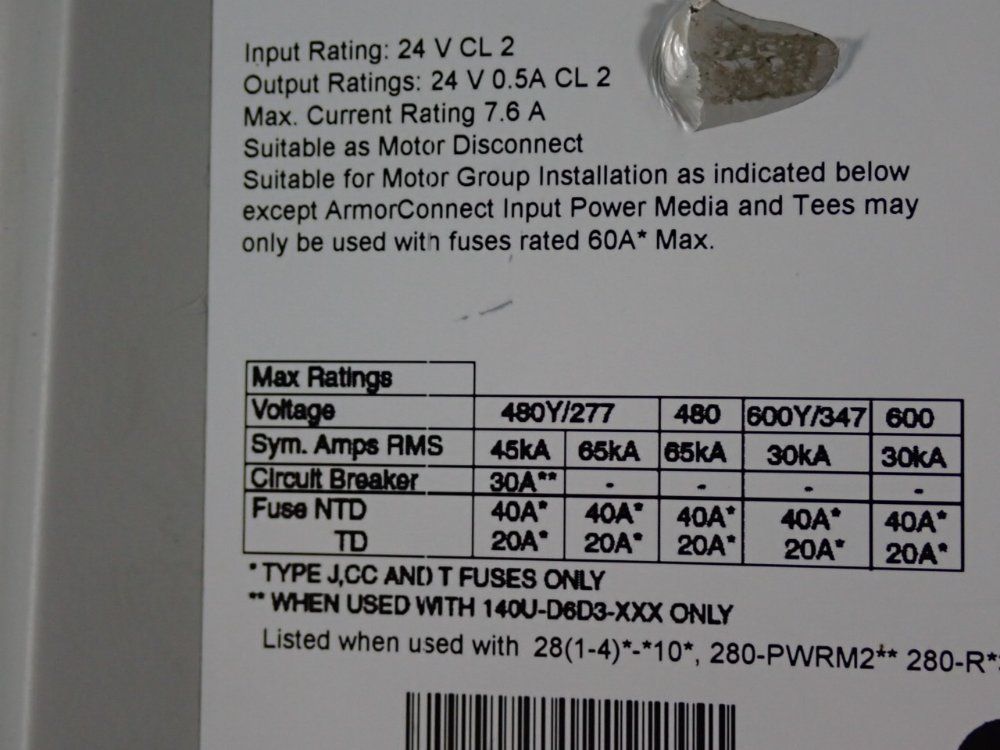 Input Rating: 24 V CL 2
Output Ratings: 24 V 0.5A CL 2
Max. Current Rating 7.6 A
Suitable as Motor Disconnect
Suitable for Motor Group Installation as indicated below
except ArmorConnect Input Power Media and Tees may
only be used with fuses rated 60A* Max.
Max Ratings
Voltage 480Y/277 480 600Y/347 600
Sym. Amps RMS 45kA 65kA 65kA 30kA 30kA
Circuit Breaker 30A** - - - -
Fuse NTD 40A* 40A* 40A* 40A* 40A*
TD 20A* 20A* 20A* 20A* 20A*
* TYPE J,CC AND T FUSES ONLY
** WHEN USED WITH 140U-D6D3-XXX ONLY
Listed when used with 28(1-4)*-*10*, 280-PWRM2** 280-R*